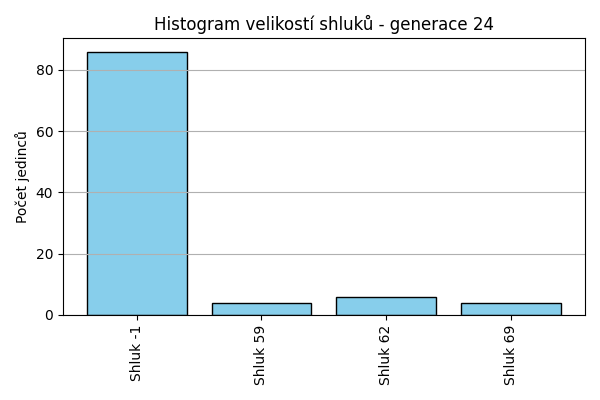 Histogram velikostí shluků - generace 24
Počet jedinců
80
60
40
20
0
Shluk -1
Shluk 59
Shluk 62
Shluk 69